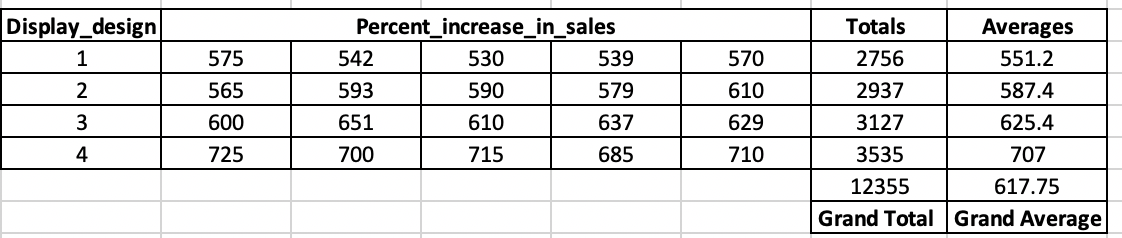 Display_design Percent_increase_in_sales Totals Averages
1 575 542 530 539 570 2756 551.2
2 565 593 590 579 610 2937 587.4
3 600 651 610 637 629 3127 625.4
4 725 700 715 685 710 3535 707
12355 617.75
Grand Total Grand Average